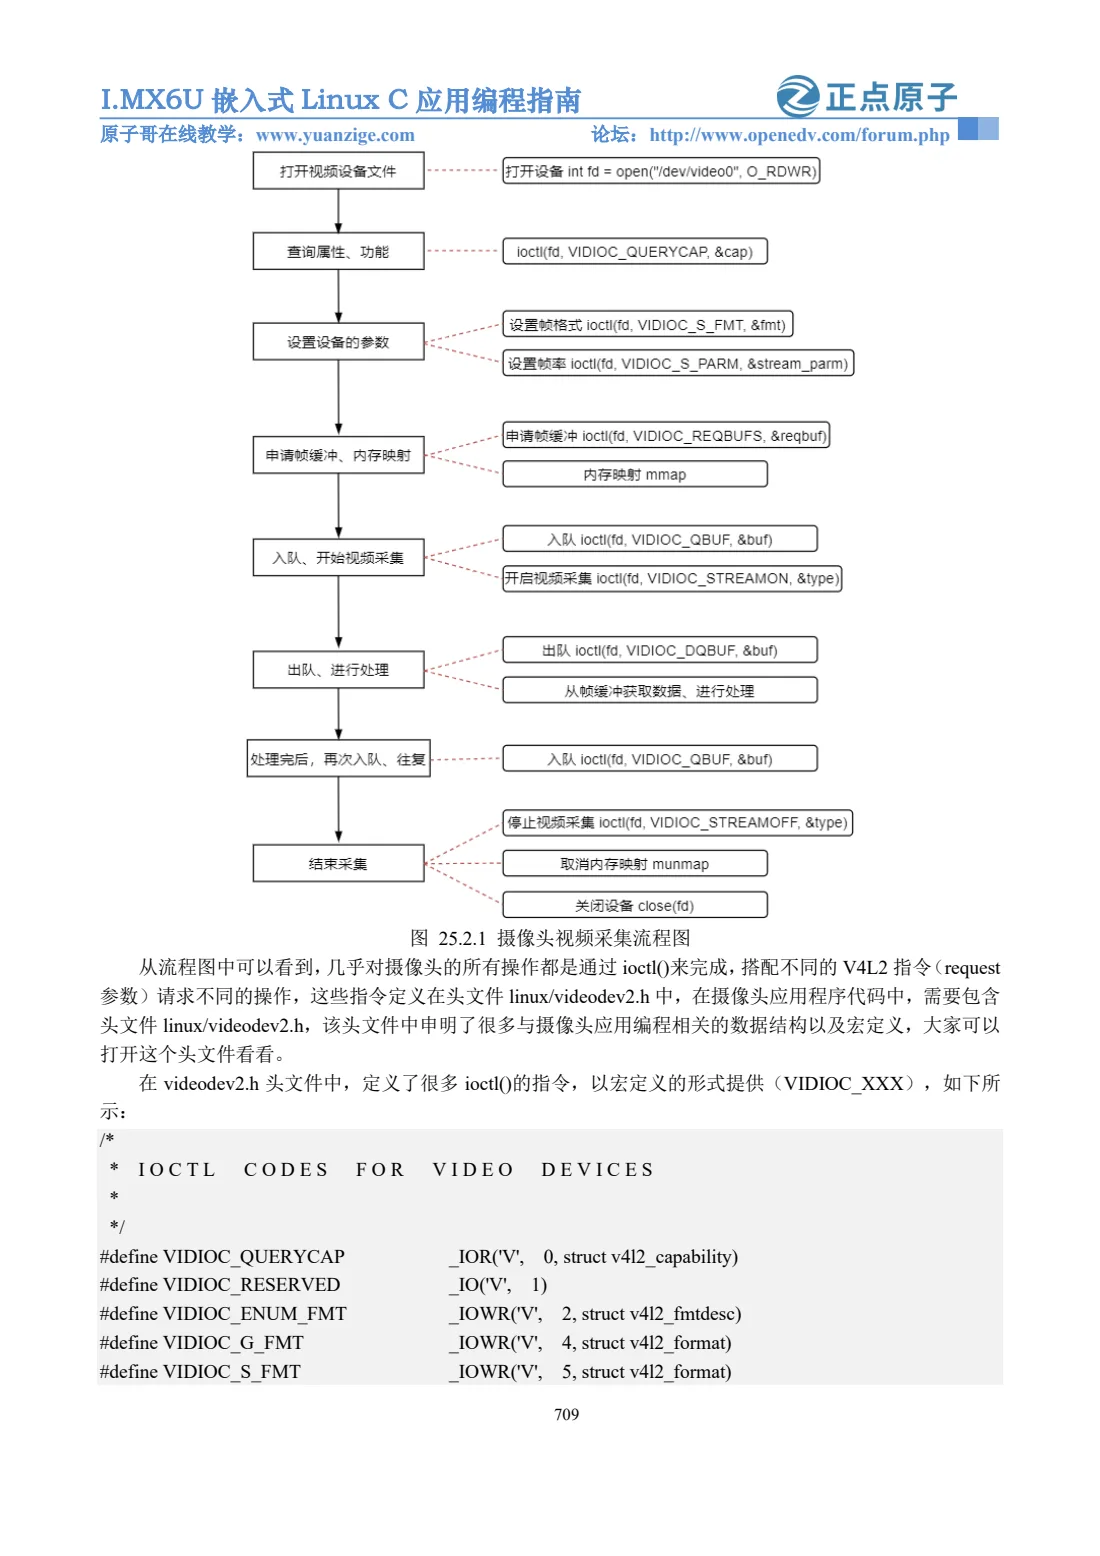 I.MX6U 嵌入式 Linux C 应用编程指南
正点原子
原子哥在线教学：www.yuanzige.com 论坛：http://www.openedv.com/forum.php
打开视频设备文件
打开设备 int fd = open("/dev/video0", O_RDWR)
查询属性、功能
ioctl(fd, VIDIOC_QUERYCAP, &cap)
设置设备的参数
设置帧格式 ioctl(fd, VIDIOC_S_FMT, &fmt)
设置帧率 ioctl(fd, VIDIOC_S_PARM, &stream_parm)
申请帧缓冲、内存映射
申请帧缓冲 ioctl(fd, VIDIOC_REQBUFS, &reqbuf)
内存映射 mmap
入队、开始视频采集
入队 ioctl(fd, VIDIOC_QBUF, &buf)
开启视频采集 ioctl(fd, VIDIOC_STREAMON, &type)
出队、进行处理
出队 ioctl(fd, VIDIOC_DQBUF, &buf)
从帧缓冲获取数据、进行处理
处理完后，再次入队、往复
入队 ioctl(fd, VIDIOC_QBUF, &buf)
结束采集
停止视频采集 ioctl(fd, VIDIOC_STREAMOFF, &type)
取消内存映射 munmap
关闭设备 close(fd)
图 25.2.1 摄像头视频采集流程图
从流程图中可以看到，几乎对摄像头的所有操作都是通过 ioctl()来完成，搭配不同的 V4L2 指令（request
参数）请求不同的操作，这些指令定义在头文件 linux/videodev2.h 中，在摄像头应用程序代码中，需要包含
头文件 linux/videodev2.h，该头文件中申明了很多与摄像头应用编程相关的数据结构以及宏定义，大家可以
打开这个头文件看看。
在 videodev2.h 头文件中，定义了很多 ioctl()的指令，以宏定义的形式提供（VIDIOC_XXX），如下所
示：
/*
* I O C T L   C O D E S   F O R   V I D E O   D E V I C E S
*
*/
#define VIDIOC_QUERYCAP _IOR('V', 0, struct v4l2_capability)
#define VIDIOC_RESERVED _IO('V', 1)
#define VIDIOC_ENUM_FMT _IOWR('V', 2, struct v4l2_fmtdesc)
#define VIDIOC_G_FMT _IOWR('V', 4, struct v4l2_format)
#define VIDIOC_S_FMT _IOWR('V', 5, struct v4l2_format)
709